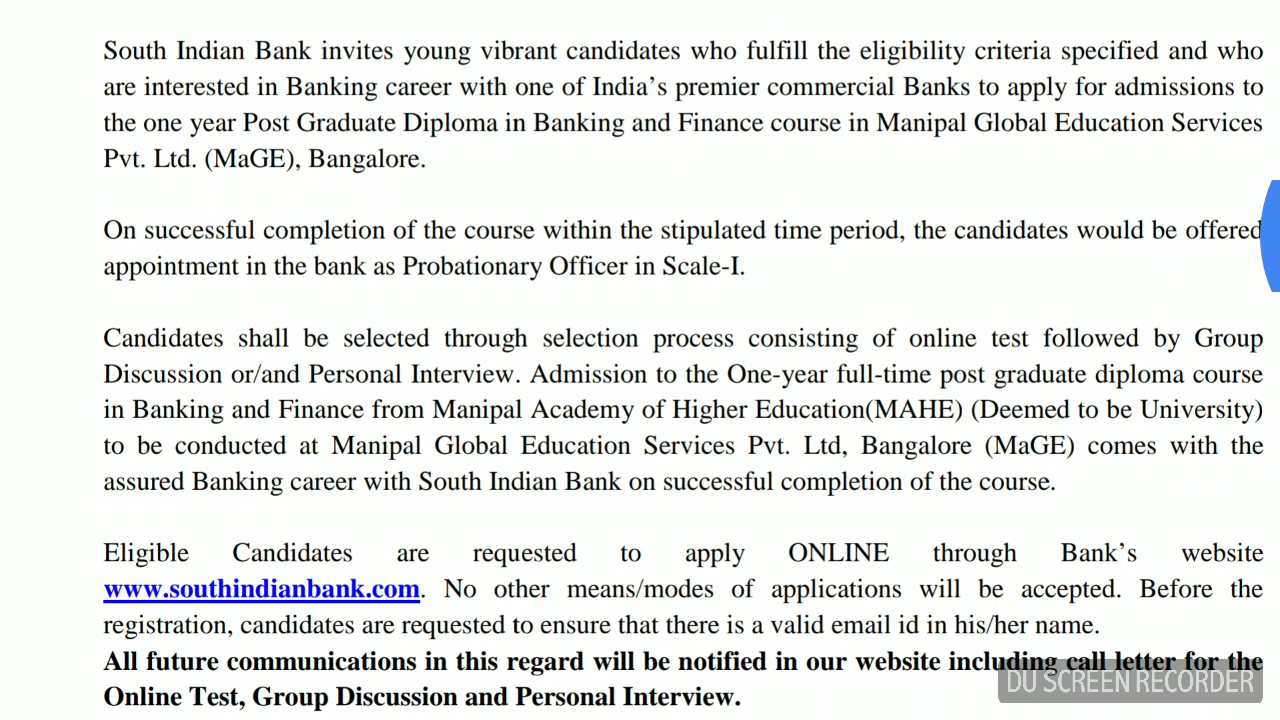 South Indian Bank invites young vibrant candidates who fulfill the eligibility criteria specified and who
are interested in Banking career with one of India's premier commercial Banks to apply for admissions to
the one year Post Graduate Diploma in Banking and Finance course in Manipal Global Education Services
Pvt. Ltd. (MaGE), Bangalore.
On successful completion of the course within the stipulated time period, the candidates would be offered
appointment in the bank as Probationary Officer in Scale-I.
Candidates shall be selected through selection process consisting of online test followed by Group
Discussion or/and Personal Interview. Admission to the One-year full-time post graduate diploma course
in Banking and Finance from Manipal Academy of Higher Education(MAHE) (Deemed to be University)
to be conducted at Manipal Global Education Services Pvt. Ltd, Bangalore (MaGE) comes with the
assured Banking career with South Indian Bank on successful completion of the course.
Eligible Candidates are requested to apply ONLINE through Bank's website
www.southindianbank.com. No other means/modes of applications will be accepted. Before the
registration, candidates are requested to ensure that there is a valid email id in his/her name.
All future communications in this regard will be notified in our website including call letter for the
Online Test, Group Discussion and Personal Interview.
DU SCREEN RECORDER